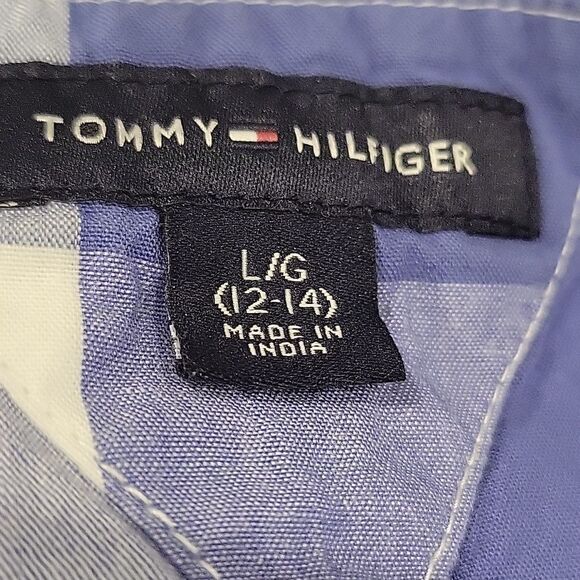 TOMMY HILFIGER
L/G
(12-14)
MADE IN
INDIA